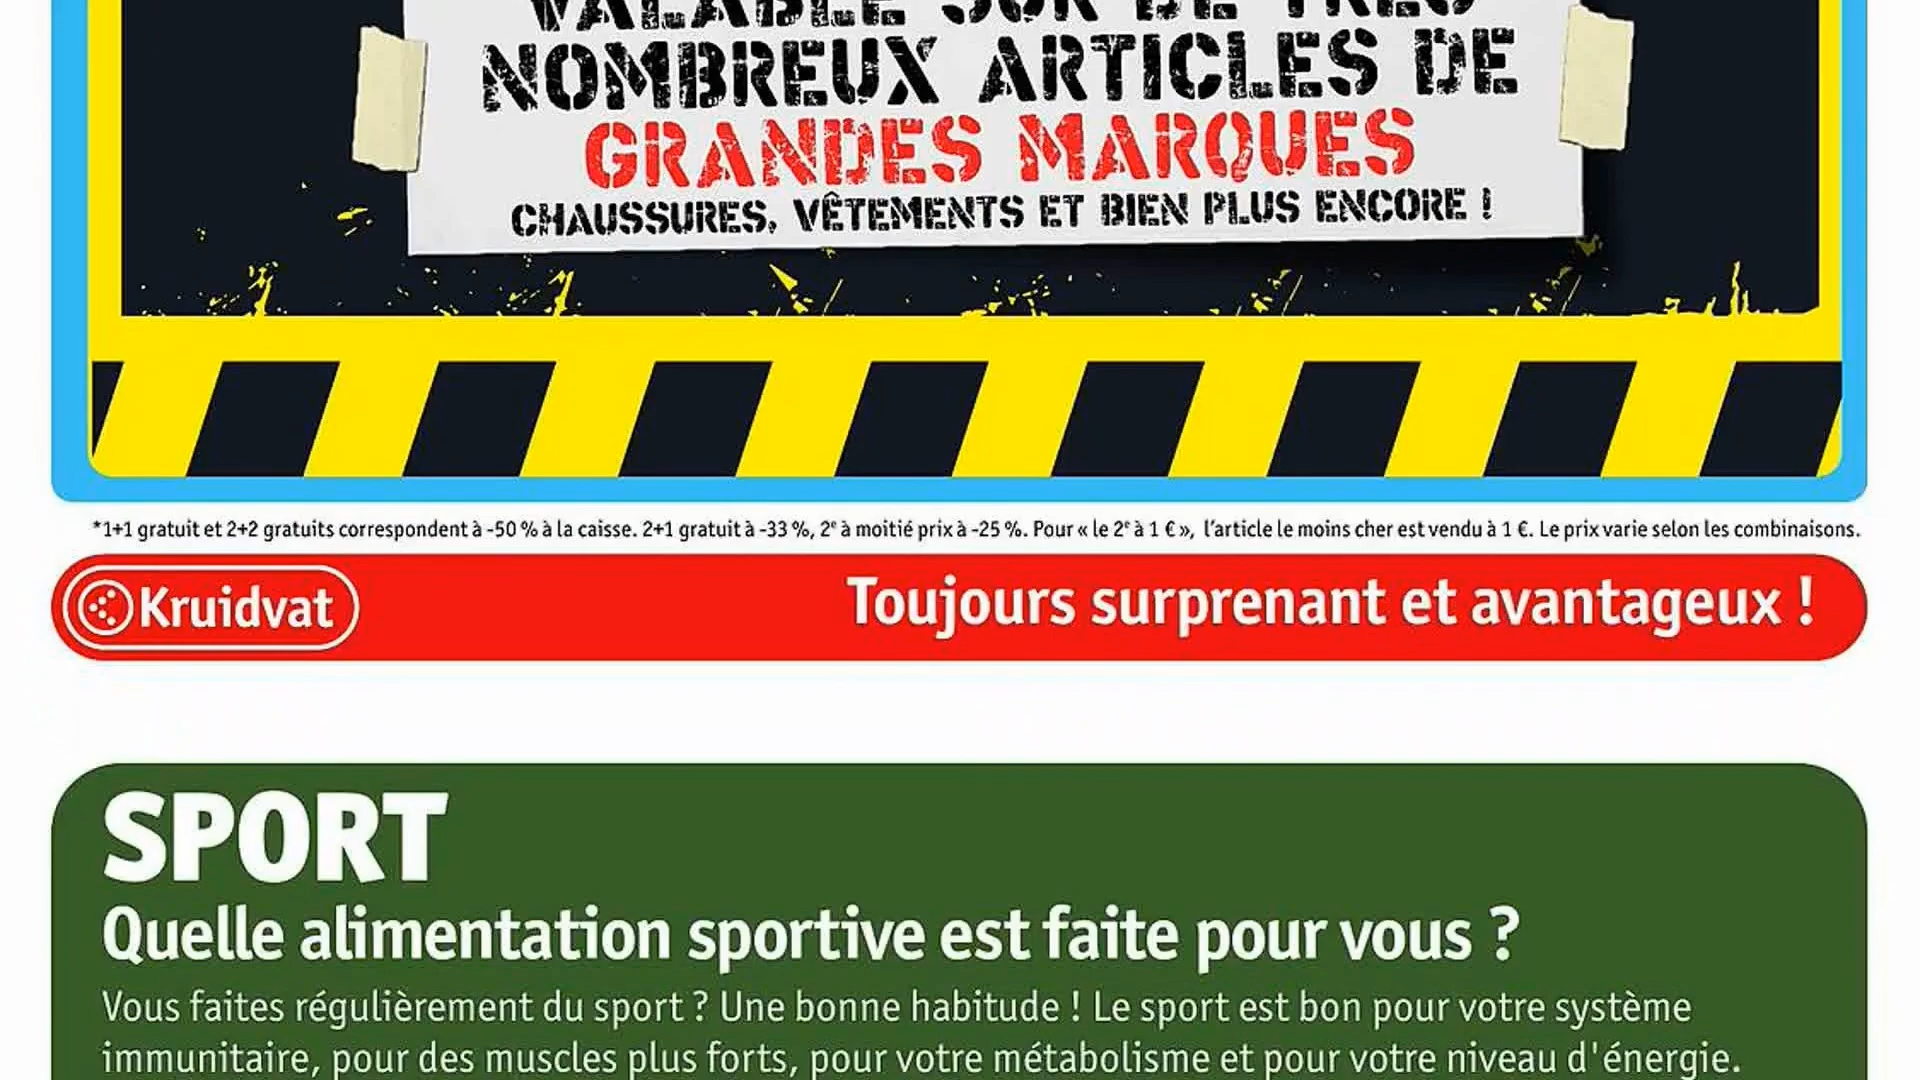 VALABLE SUR DE TRÈS
NOMBREUX ARTICLES DE
GRANDES MARQUES
CHAUSSURES, VÊTEMENTS ET BIEN PLUS ENCORE !
*1+1 gratuit et 2+2 gratuits correspondent à -50 % à la caisse. 2+1 gratuit à -33 %, 2e à moitié prix à -25 %. Pour « le 2e à 1 € », l'article le moins cher est vendu à 1 €. Le prix varie selon les combinaisons.
Kruidvat
Toujours surprenant et avantageux !
SPORT
Quelle alimentation sportive est faite pour vous ?
Vous faites régulièrement du sport ? Une bonne habitude ! Le sport est bon pour votre système
immunitaire, pour des muscles plus forts, pour votre métabolisme et pour votre niveau d'énergie.